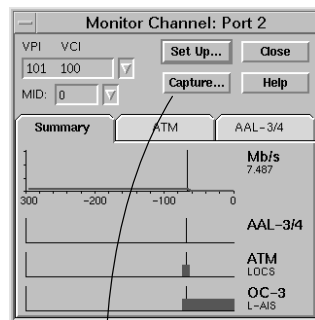 Monitor Channel: Port 2
VPI VCI
101 100
Set Up... Close
MID: 0
Capture... Help
Summary ATM AAL-3/4
Mb/s
7.487
300 -200 -100 0
AAL-3/4
ATM
LOCS
OC-3
L-AIS